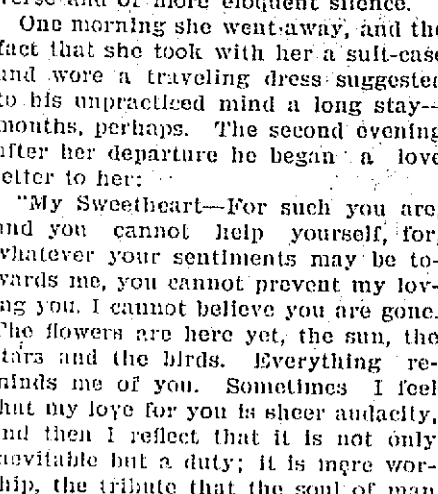 verse and of more eloquent silence.
One morning she went away, and the
fact that she took with her a suit-case
and wore a traveling dress suggested
to his unpracticed mind a long stay—
months, perhaps. The second evening
after her departure he began a love
letter to her:
"My Sweetheart—For such you are
and you cannot help yourself, for,
whatever your sentiments may be to-
wards me, you cannot prevent my lov-
ing you. I cannot believe you are gone.
The flowers are here yet, the sun, the
stars and the birds. Everything re-
minds me of you. Sometimes I feel
that my love for you is sheer audacity,
and then I reflect that it is not only
inevitable but a duty; it is mere wor-
ship, the tribute that the soul of man